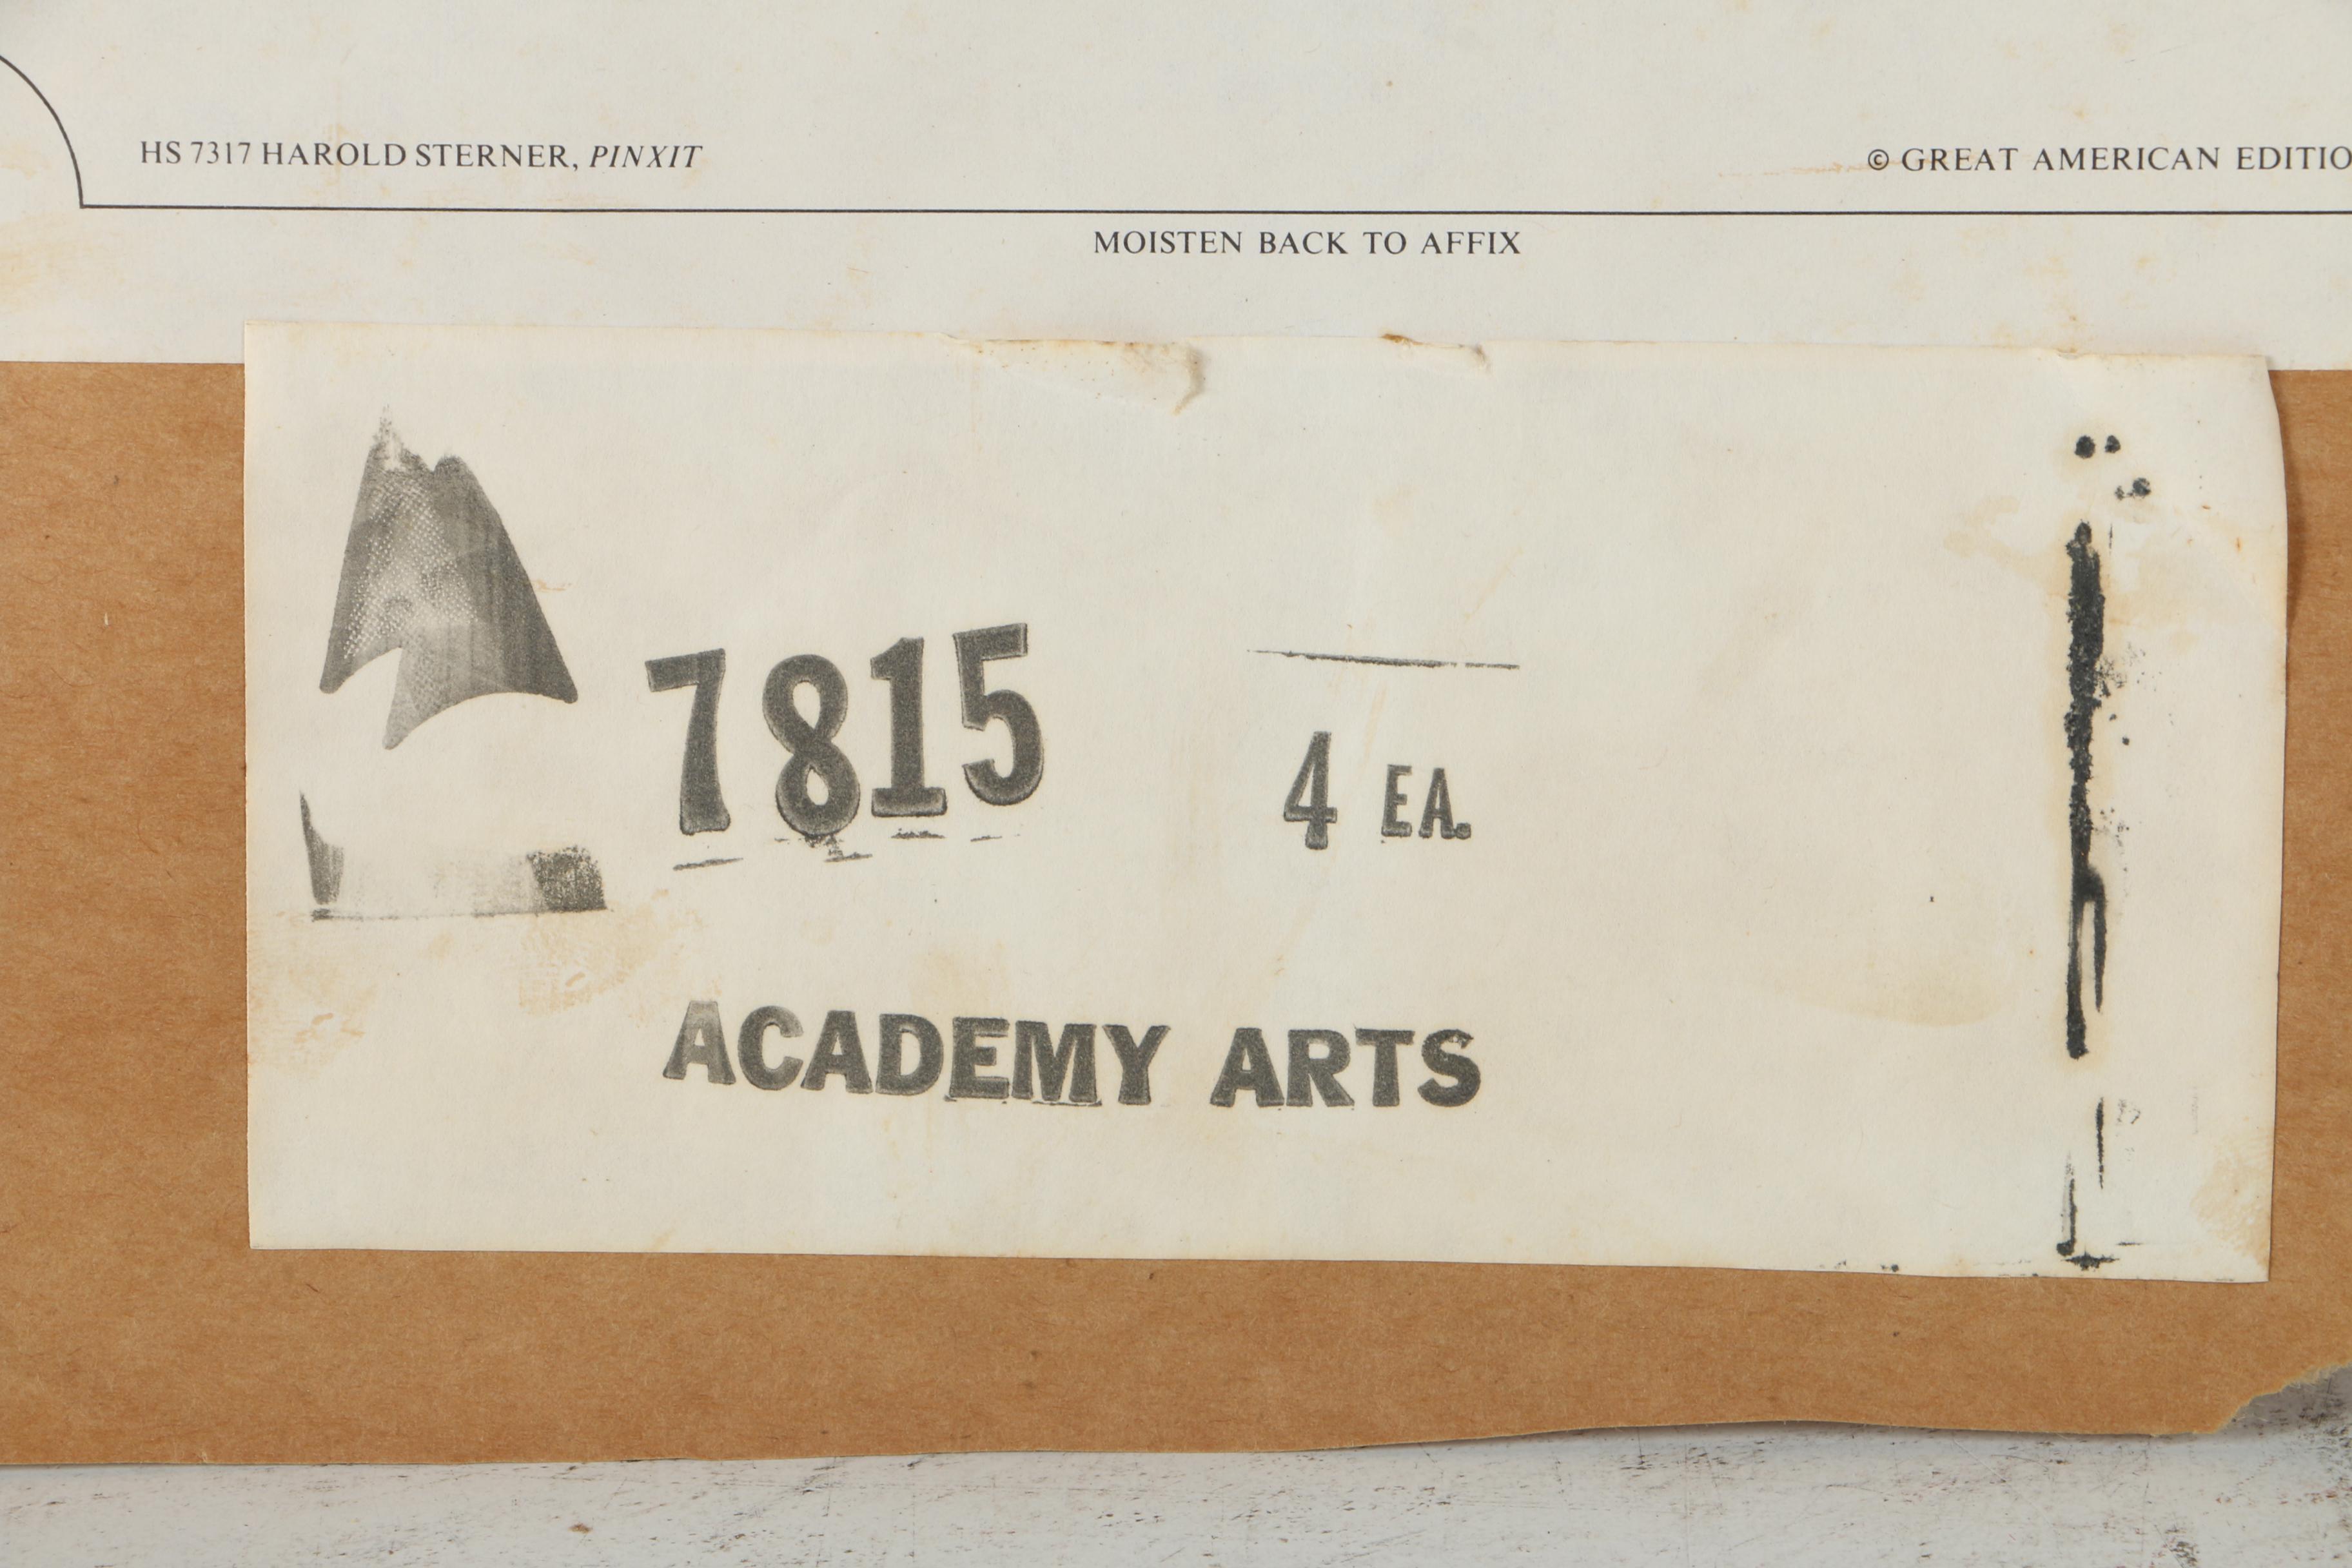 HS 7317 HAROLD STERNER, PINXIT
© GREAT AMERICAN EDITIO
MOISTEN BACK TO AFFIX
7815
4 EA.
ACADEMY ARTS